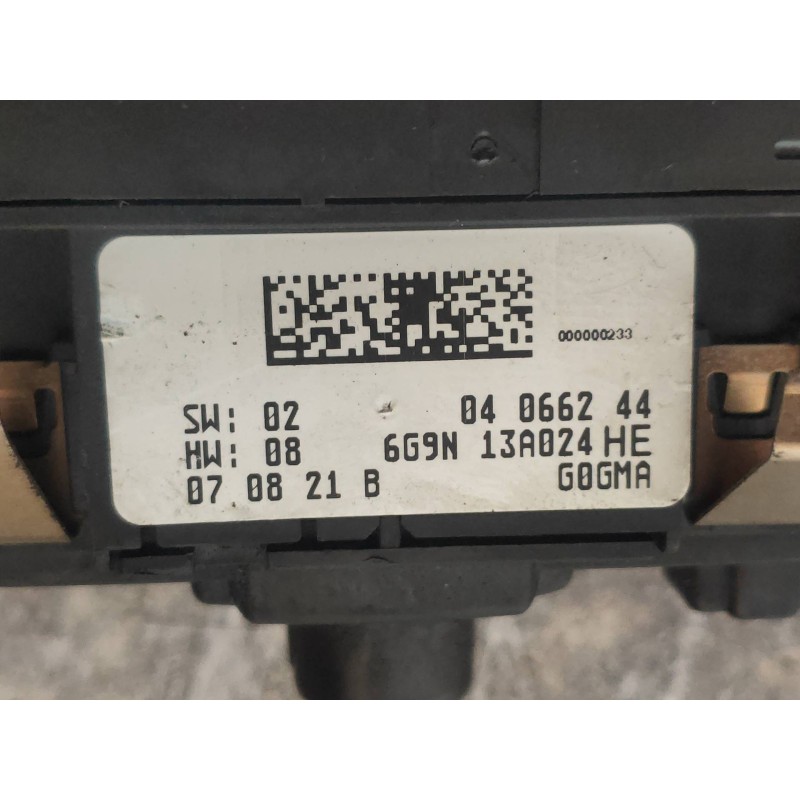 000000233
SW: 02 04 0662 44
HW: 08 6G9N 13A024 HE
07 08 21 B G0GMA